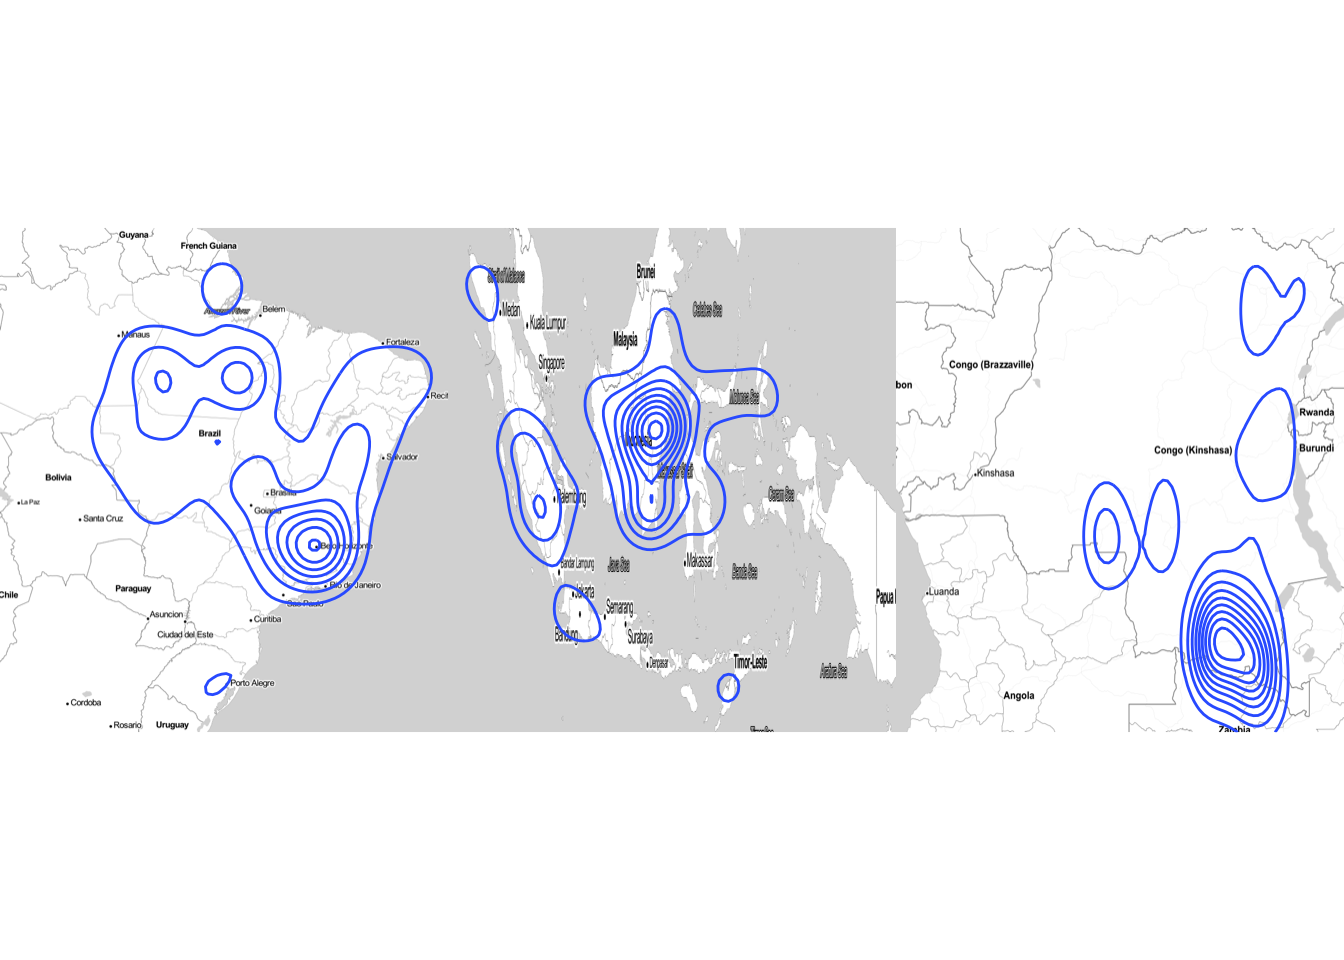 Guyana
French Guiana
Amazon River
Belem
Manaus
Fortaleza
Recif
Brazil
Salvador
Bolivia
La Paz
Brasilia
Goiania
Santa Cruz
Belo Horizonte
Chile
Paraguay
Rio de Janeiro
Sao Paulo
Asuncion
Curitiba
Ciudad del Este
Porto Alegre
Cordoba
Rosario
Uruguay
Brunei
Strait of Malacca
Medan
Celebes Sea
Kuala Lumpur
Malaysia
Singapore
Molucca Sea
Indonesia
Makassar Strait
Palembang
Ceram Sea
Bandar Lampung
Java Sea
Makassar
Banda Sea
Jakarta
Semarang
Bandung
Surabaya
Papua
Denpasar
Timor-Leste
Arafura Sea
Timor Sea
Congo (Brazzaville)
bon
Rwanda
Congo (Kinshasa)
Burundi
Kinshasa
Luanda
Angola
Zambia